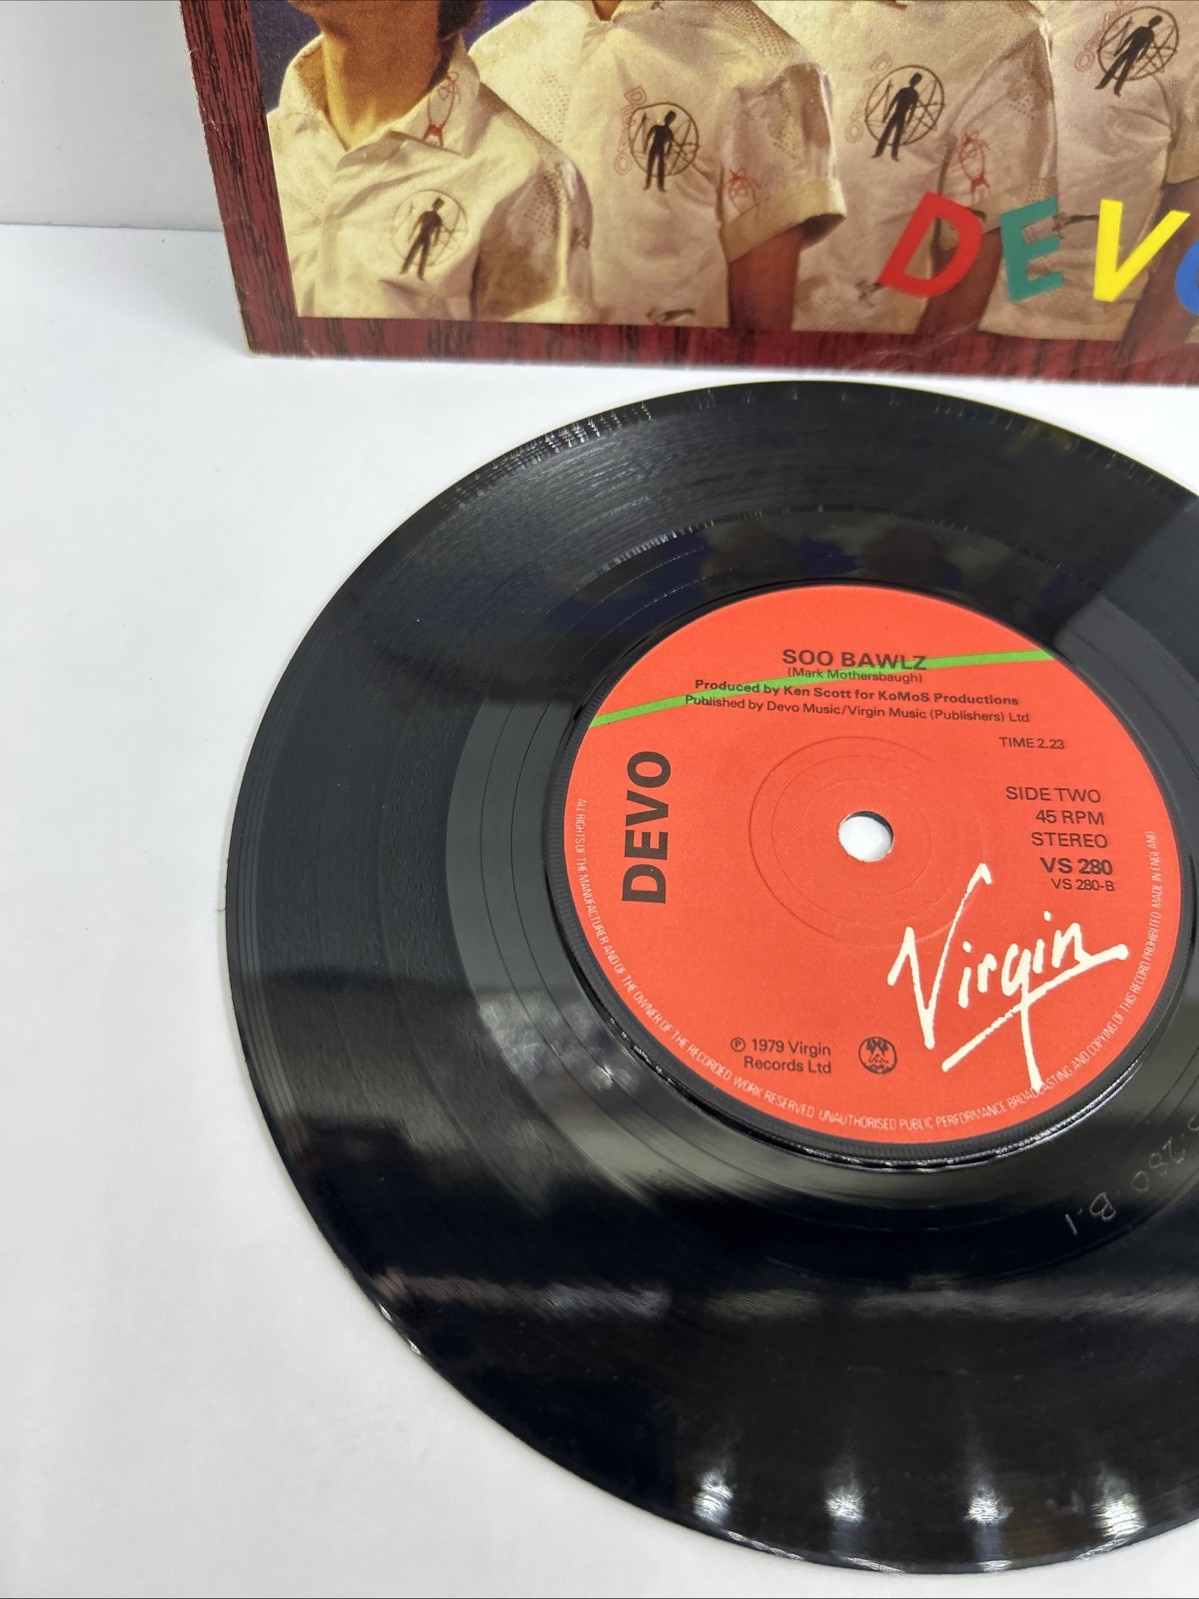 DEVO
SOO BAWLZ
(Mark Mothersbaugh)
Produced by Ken Scott for KoMoS Productions
Published by Devo Music/Virgin Music (Publishers) Ltd
TIME 2.23
DEVO
SIDE TWO
45 RPM
STEREO
VS 280
VS 280-B
Virgin
℗ 1979 Virgin
Records Ltd
ALL RIGHTS OF THE MANUFACTURER AND OF THE OWNER OF THE RECORDED WORK RESERVED. UNAUTHORISED PUBLIC PERFORMANCE BROADCASTING AND COPYING OF THIS RECORD PROHIBITED MADE IN ENGLAND
280 B.1